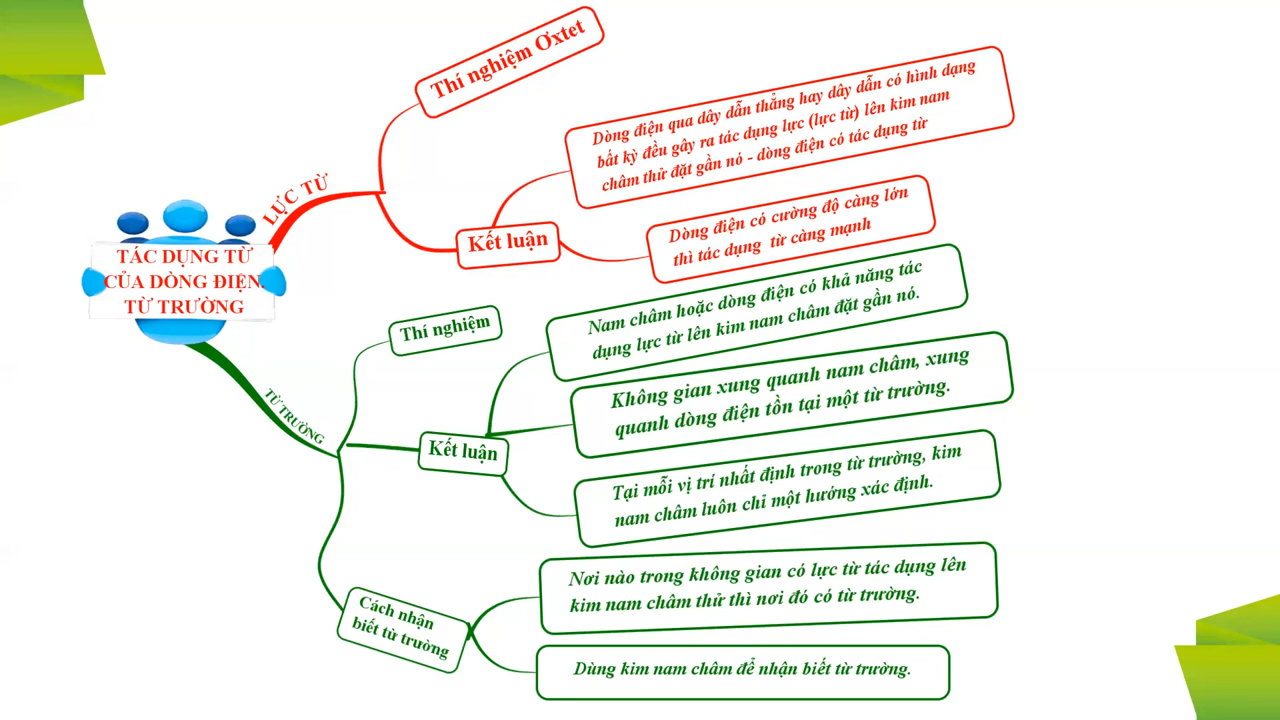 TÁC DỤNG TỪ
CỦA DÒNG ĐIỆN.
TỪ TRƯỜNG
LỰC TỪ
Thí nghiệm Ơxtet
Kết luận
Dòng điện qua dây dẫn thẳng hay dây dẫn có hình dạng
bất kỳ đều gây ra tác dụng lực (lực từ) lên kim nam
châm thử đặt gần nó - dòng điện có tác dụng từ
Dòng điện có cường độ càng lớn
thì tác dụng từ càng mạnh
TỪ TRƯỜNG
Thí nghiệm
Kết luận
Nam châm hoặc dòng điện có khả năng tác
dụng lực từ lên kim nam châm đặt gần nó.
Không gian xung quanh nam châm, xung
quanh dòng điện tồn tại một từ trường.
Tại mỗi vị trí nhất định trong từ trường, kim
nam châm luôn chỉ một hướng xác định.
Cách nhận
biết từ trường
Nơi nào trong không gian có lực từ tác dụng lên
kim nam châm thử thì nơi đó có từ trường.
Dùng kim nam châm để nhận biết từ trường.